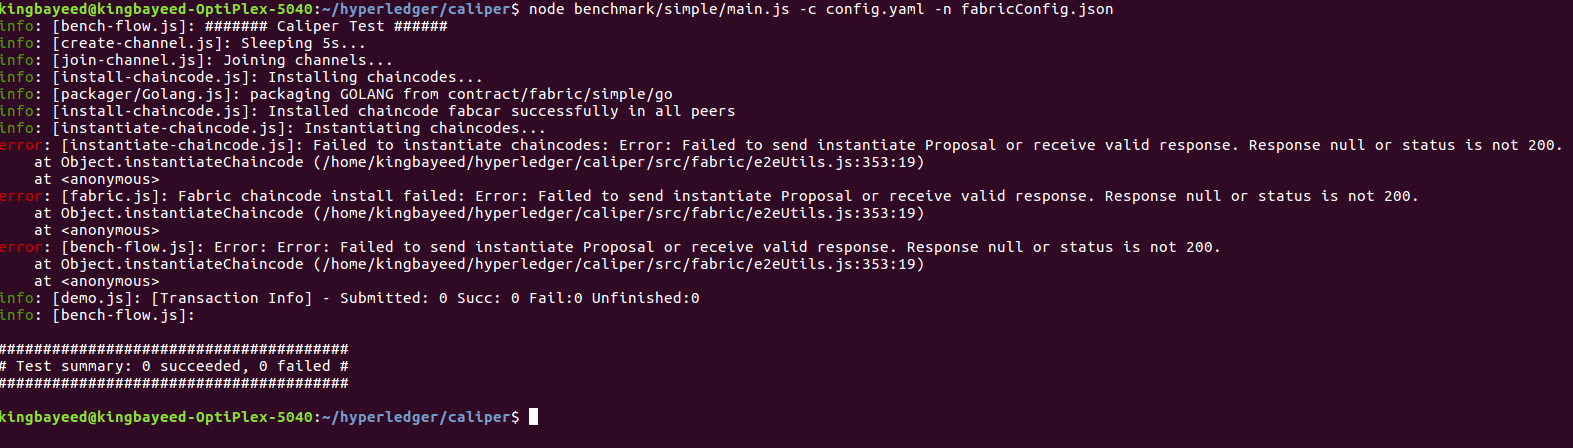 kingbayeed@kingbayeed-OptiPlex-5040:~/hyperledger/caliper$ node benchmark/simple/main.js -c config.yaml -n fabricConfig.json
info: [bench-flow.js]: ####### Caliper Test ######
info: [create-channel.js]: Sleeping 5s...
info: [join-channel.js]: Joining channels...
info: [install-chaincode.js]: Installing chaincodes...
info: [packager/Golang.js]: packaging GOLANG from contract/fabric/simple/go
info: [install-chaincode.js]: Installed chaincode fabcar successfully in all peers
info: [instantiate-chaincode.js]: Instantiating chaincodes...
error: [instantiate-chaincode.js]: Failed to instantiate chaincodes: Error: Failed to send instantiate Proposal or receive valid response. Response null or status is not 200.
    at Object.instantiateChaincode (/home/kingbayeed/hyperledger/caliper/src/fabric/e2eUtils.js:353:19)
    at <anonymous>
error: [fabric.js]: Fabric chaincode install failed: Error: Failed to send instantiate Proposal or receive valid response. Response null or status is not 200.
    at Object.instantiateChaincode (/home/kingbayeed/hyperledger/caliper/src/fabric/e2eUtils.js:353:19)
    at <anonymous>
error: [bench-flow.js]: Error: Error: Failed to send instantiate Proposal or receive valid response. Response null or status is not 200.
    at Object.instantiateChaincode (/home/kingbayeed/hyperledger/caliper/src/fabric/e2eUtils.js:353:19)
    at <anonymous>
info: [demo.js]: [Transaction Info] - Submitted: 0 Succ: 0 Fail:0 Unfinished:0
info: [bench-flow.js]:
#######################################
# Test summary: 0 succeeded, 0 failed #
#######################################
kingbayeed@kingbayeed-OptiPlex-5040:~/hyperledger/caliper$